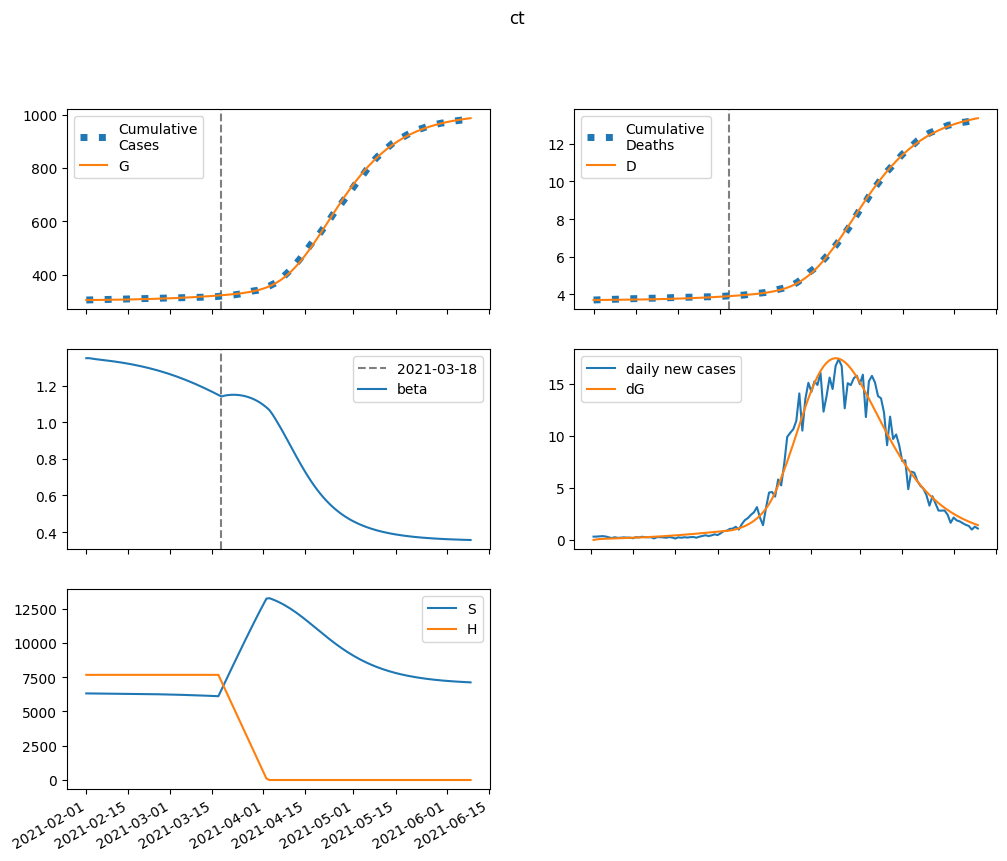 ct
1000
800
600
400
Cumulative
Cases
G
12
10
8
6
4
Cumulative
Deaths
D
1.2
1.0
0.8
0.6
0.4
2021-03-18
beta
15
10
5
0
daily new cases
dG
12500
10000
7500
5000
2500
0
S
H
2021-02-01
2021-02-15
2021-03-01
2021-03-15
2021-04-01
2021-04-15
2021-05-01
2021-05-15
2021-06-01
2021-06-15